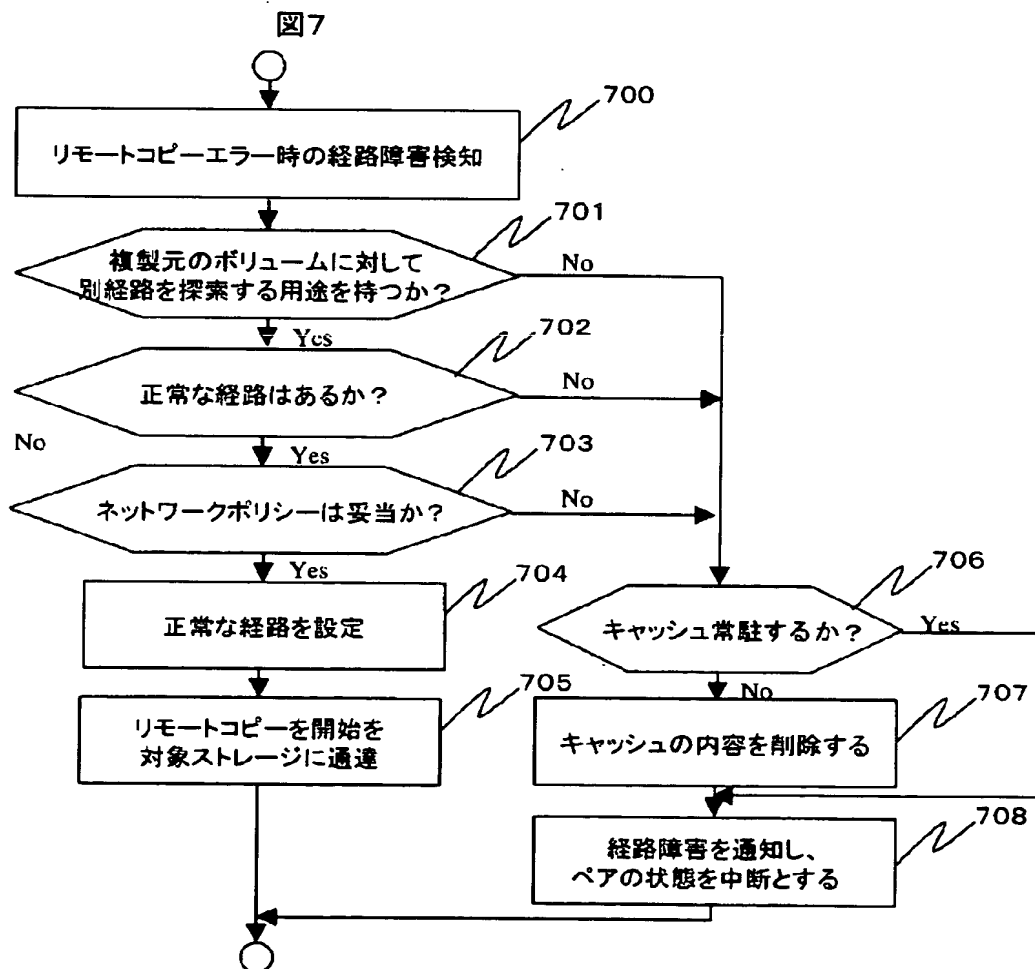 図7
700
リモートコピーエラー時の経路障害検知
701
複製元のボリュームに対して
別経路を探索する用途を持つか?
No
Yes
702
正常な経路はあるか?
No
No
Yes
703
ネットワークポリシーは妥当か?
No
Yes
704
正常な経路を設定
706
キャッシュ常駐するか?
Yes
No
705
リモートコピーを開始を
対象ストレージに通達
707
キャッシュの内容を削除する
708
経路障害を通知し、
ペアの状態を中断とする